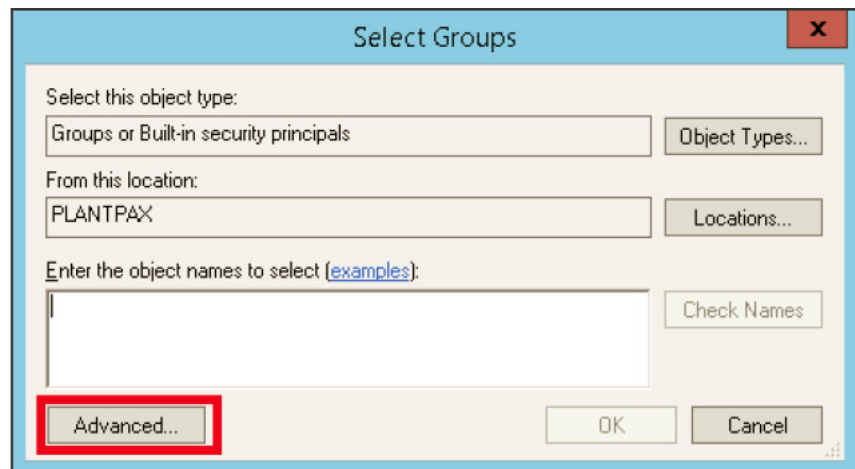 Select Groups
x
Select this object type:
Groups or Built-in security principals
Object Types...
From this location:
PLANTPAX
Locations...
Enter the object names to select (examples):
Check Names
Advanced...
OK
Cancel